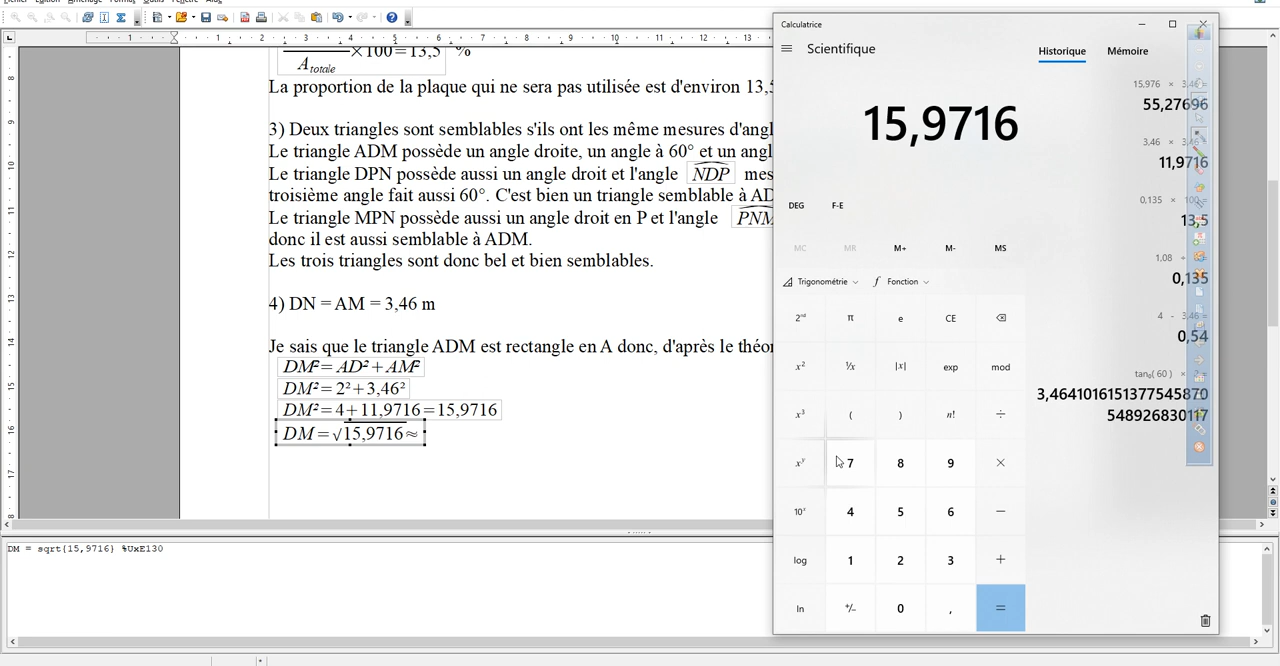 ×100=13,5 %
A totale
La proportion de la plaque qui ne sera pas utilisée est d'environ 13,5
3) Deux triangles sont semblables s'ils ont les même mesures d'angl
Le triangle ADM possède un angle droite, un angle à 60° et un angl
Le triangle DPN possède aussi un angle droit et l'angle NDP mes
troisième angle fait aussi 60°. C'est bien un triangle semblable à AD
Le triangle MPN possède aussi un angle droit en P et l'angle PNM
donc il est aussi semblable à ADM.
Les trois triangles sont donc bel et bien semblables.
4) DN = AM = 3,46 m
Je sais que le triangle ADM est rectangle en A donc, d'après le théor
DM²=AD²+AM²
DM²=2²+3,46²
DM²=4+11,9716=15,9716
DM=√15,9716≈
DM = sqrt{15,9716} %UxE130
Calculatrice
Scientifique
Historique Mémoire
15,9716
15,976 × 3,46 =
55,27696
3,46 × 3,46 =
11,9716
0,135 × 100 =
13,5
1,08 ÷
0,135
4 - 3,46 =
0,54
tan₀( 60 ) × 2 =
3,4641016151377545870
548926830117
DEG F-E
MC MR M+ M- MS
Trigonométrie f Fonction
2ⁿᵈ π e CE
x² ¹/x |x| exp mod
x³ ( ) n! ÷
xʸ 7 8 9 ×
10ˣ 4 5 6 −
log 1 2 3 +
ln +/− 0 , =